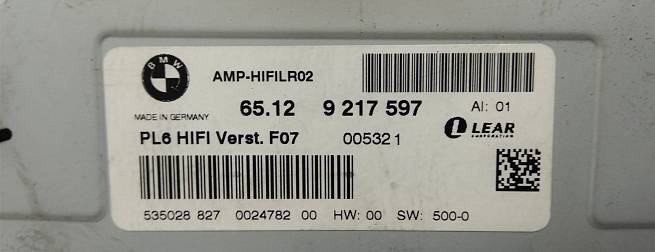 BMW
AMP-HIFILR02
65.12 9 217 597 AI: 01
MADE IN GERMANY
PL6 HIFI Verst. F07 005321
LEAR
CORPORATION
535028 827 0024782 00 HW: 00 SW: 500-0